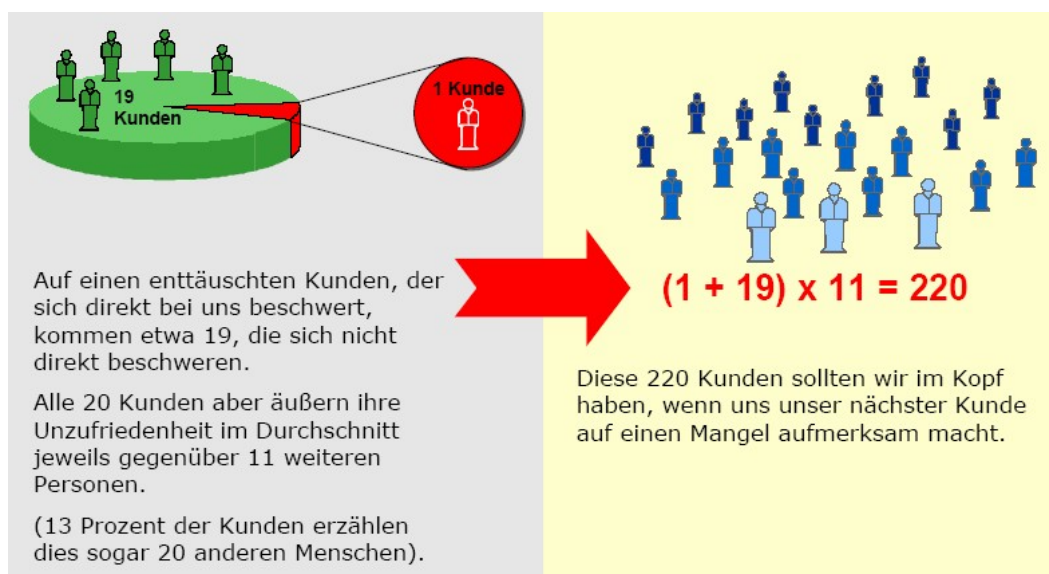 19
Kunden
1 Kunde
Auf einen enttäuschten Kunden, der
sich direkt bei uns beschwert,
kommen etwa 19, die sich nicht
direkt beschweren.
Alle 20 Kunden aber äußern ihre
Unzufriedenheit im Durchschnitt
jeweils gegenüber 11 weiteren
Personen.
(13 Prozent der Kunden erzählen
dies sogar 20 anderen Menschen).
(1 + 19) x 11 = 220
Diese 220 Kunden sollten wir im Kopf
haben, wenn uns unser nächster Kunde
auf einen Mangel aufmerksam macht.